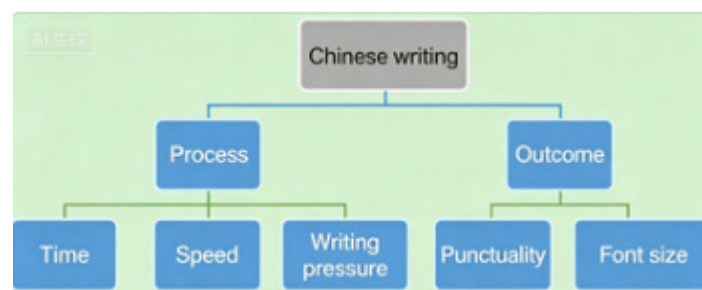 Chinese writing
Process
Outcome
Time
Speed
Writing
pressure
Punctuality
Font size